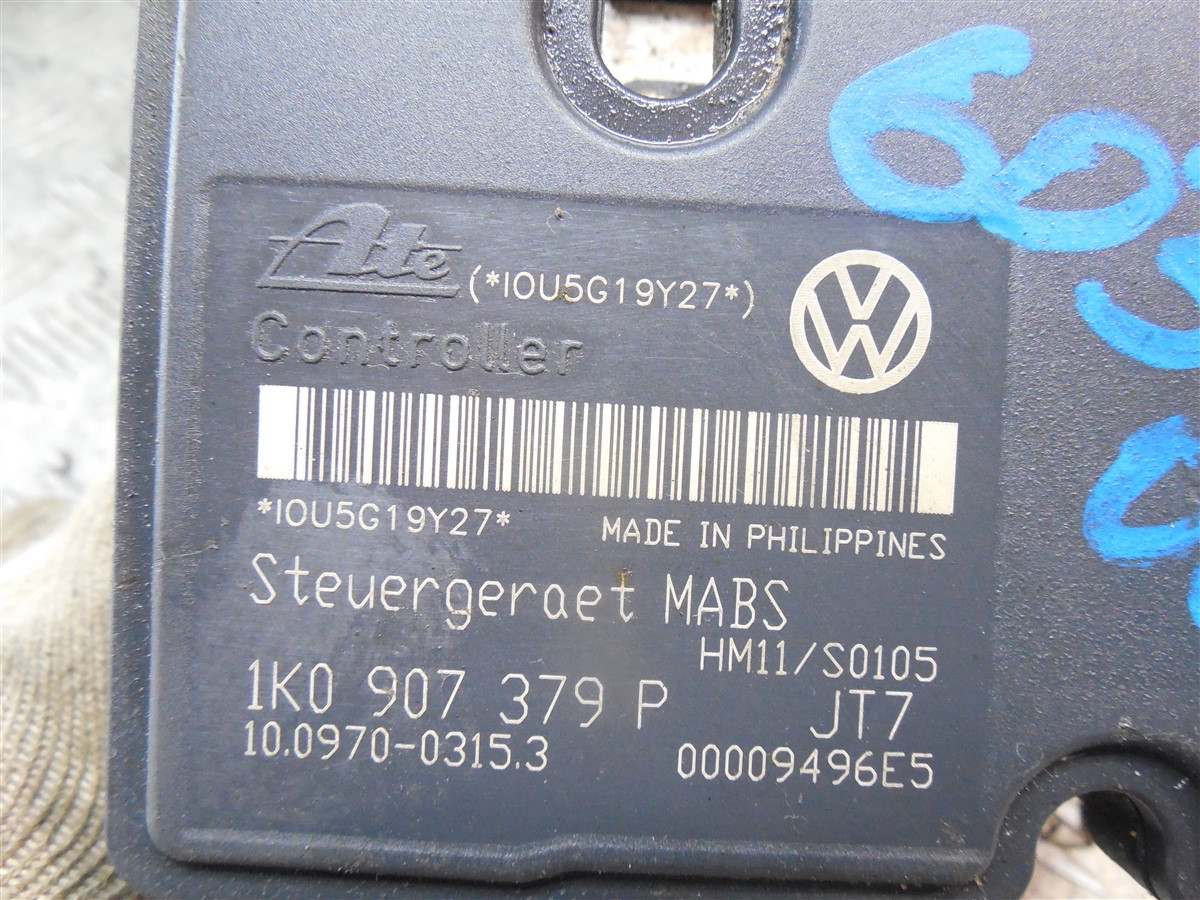 Ate (*IOU5G19Y27*)
Controller
*IOU5G19Y27* MADE IN PHILIPPINES
Steuergeraet MABS
HM11/S0105
1K0 907 379 P JT7
10.0970-0315.3 00009496E5